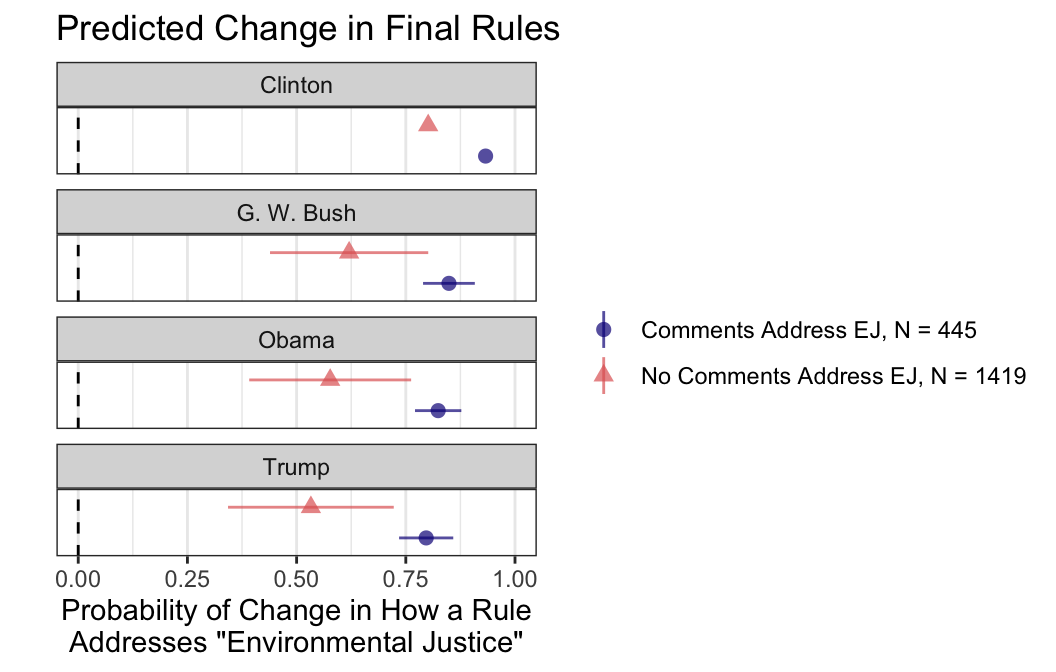 Predicted Change in Final Rules
Clinton
G. W. Bush
Obama
Trump
0.00 0.25 0.50 0.75 1.00
Probability of Change in How a Rule
Addresses "Environmental Justice"
Comments Address EJ, N = 445
No Comments Address EJ, N = 1419